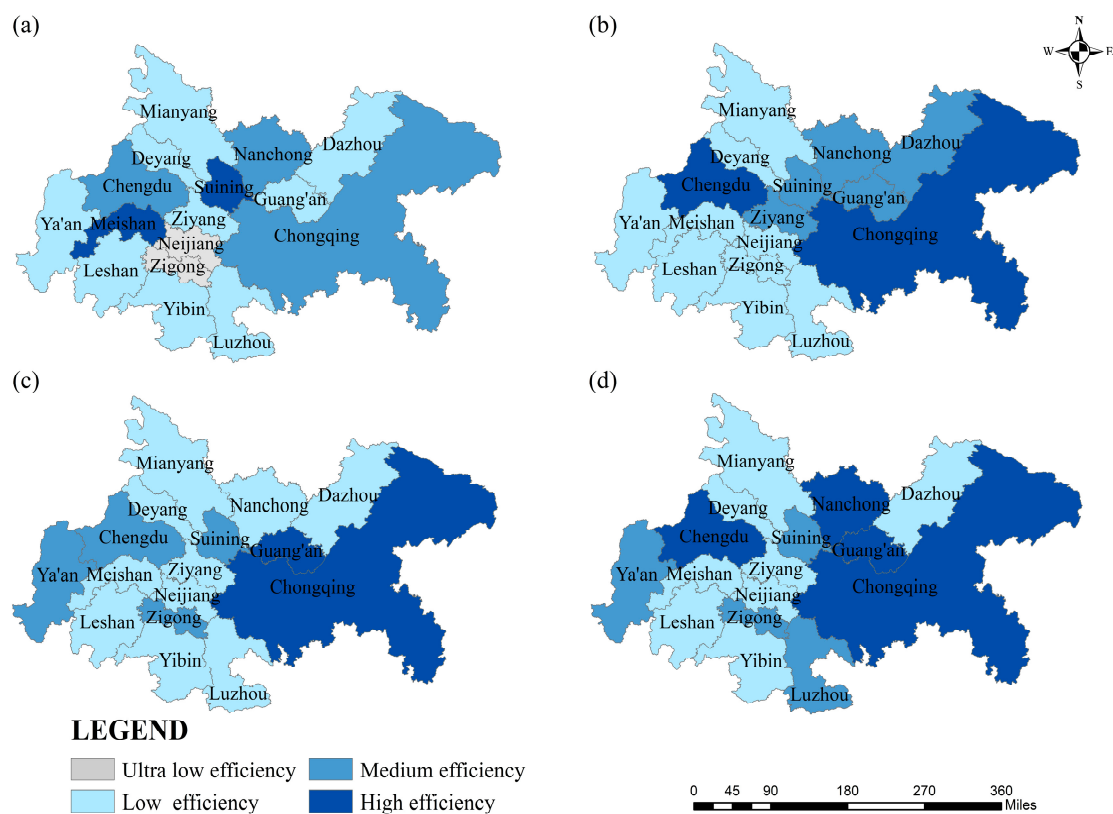 (a)
Mianyang
Deyang
Nanchong
Dazhou
Chengdu
Suining
Guang'an
Ya'an
Meishan
Ziyang
Neijiang
Chongqing
Leshan
Zigong
Yibin
Luzhou
(b)
N
W E
S
Mianyang
Deyang
Nanchong
Dazhou
Chengdu
Suining
Guang'an
Ya'an
Meishan
Ziyang
Neijiang
Chongqing
Leshan
Zigong
Yibin
Luzhou
(c)
Mianyang
Deyang
Nanchong
Dazhou
Chengdu
Suining
Guang'an
Ya'an
Meishan
Ziyang
Neijiang
Chongqing
Leshan
Zigong
Yibin
Luzhou
(d)
Mianyang
Deyang
Nanchong
Dazhou
Chengdu
Suining
Guang'an
Ya'an
Meishan
Ziyang
Neijiang
Chongqing
Leshan
Zigong
Yibin
Luzhou
LEGEND
Ultra low efficiency
Medium efficiency
Low efficiency
High efficiency
0 45 90 180 270 360
Miles